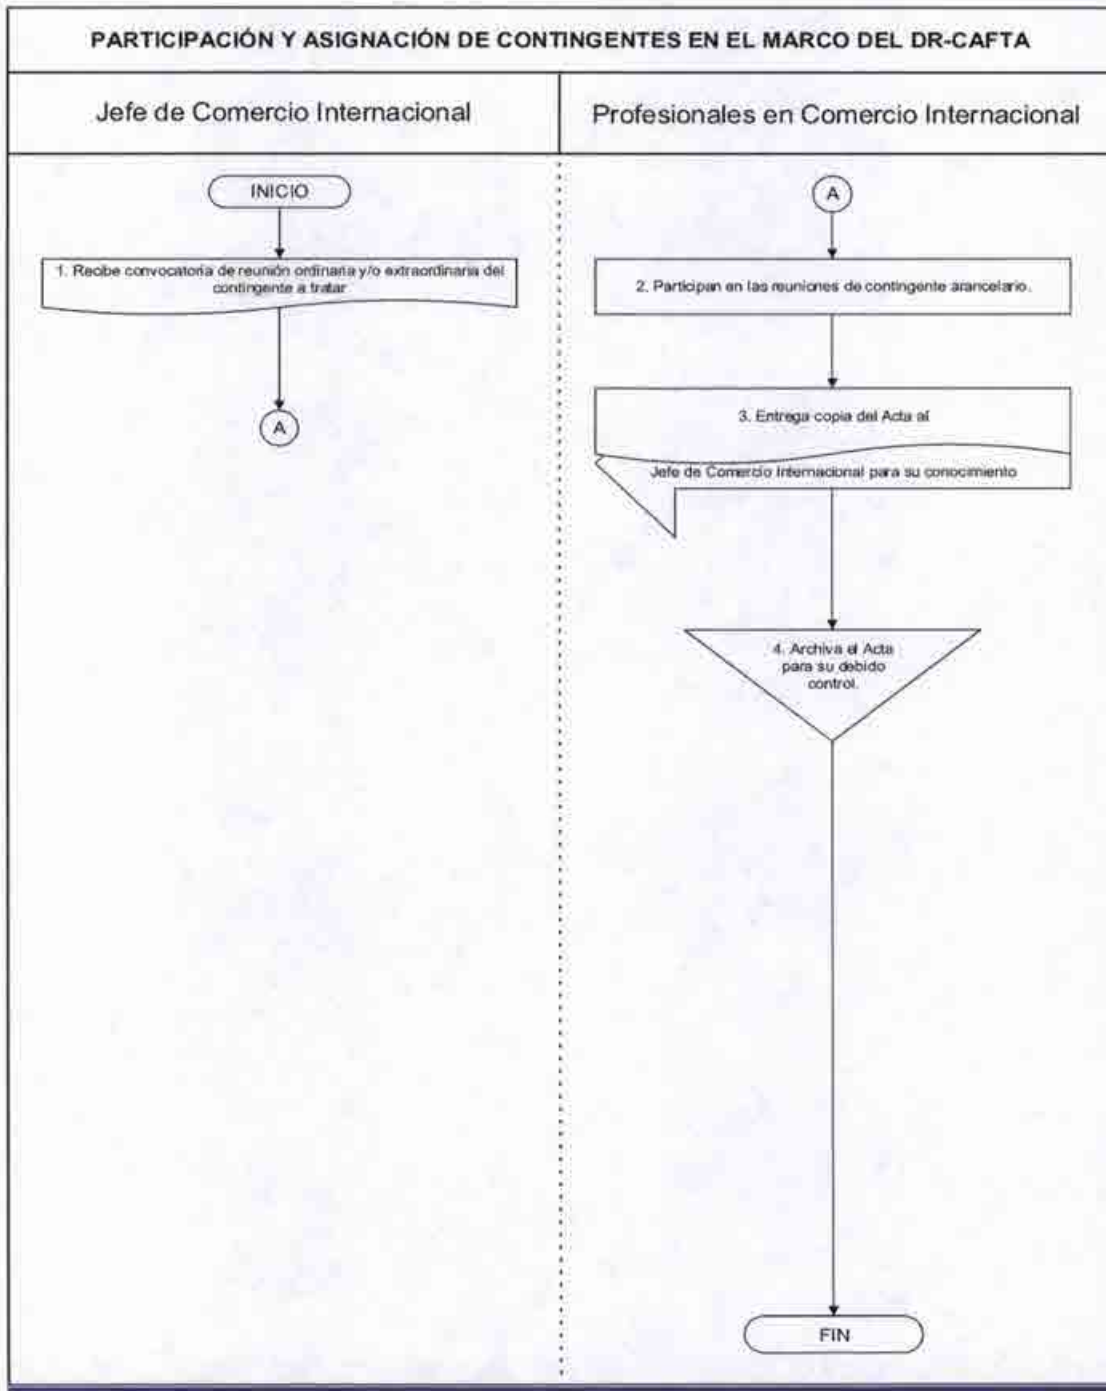 PARTICIPACIÓN Y ASIGNACIÓN DE CONTINGENTES EN EL MARCO DEL DR-CAFTA
Jefe de Comercio Internacional
Profesionales en Comercio Internacional
INICIO
1. Recibe convocatoria de reunión ordinaria y/o extraordinaria del
contingente a tratar
A
A
2. Participan en las reuniones de contingente arancelario.
3. Entrega copia del Acta al
Jefe de Comercio Internacional para su conocimiento
4. Archiva el Acta
para su debido
control.
FIN